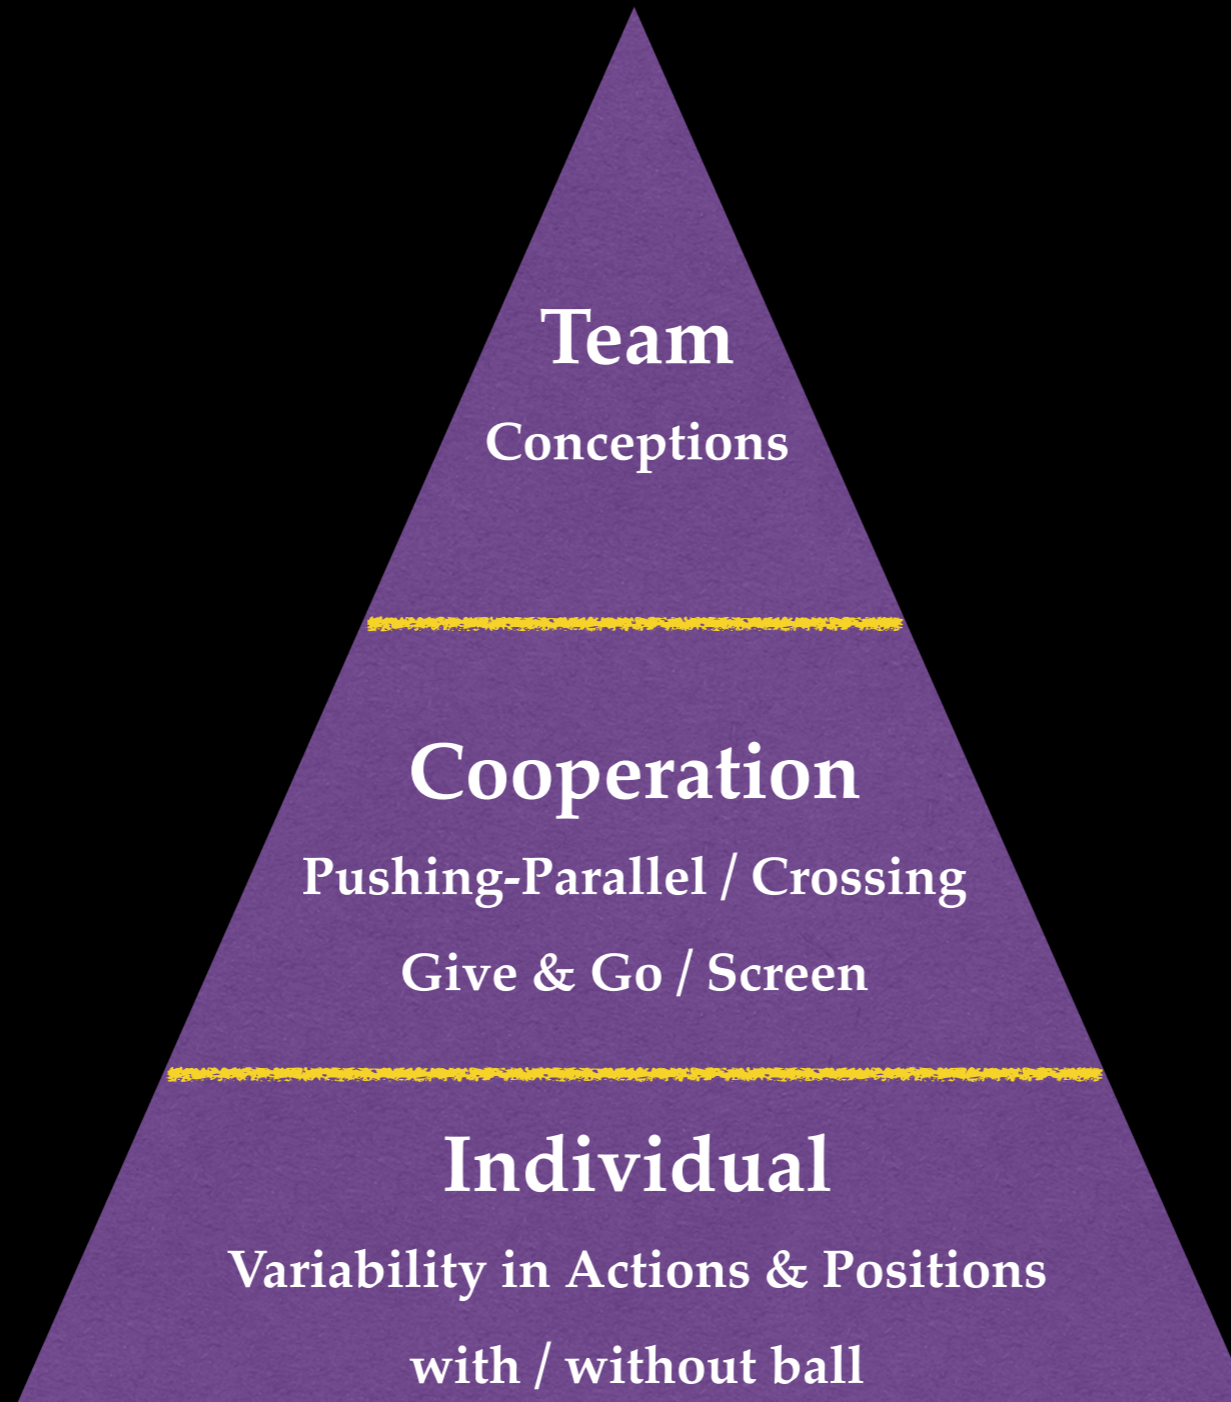 Team
Conceptions
Cooperation
Pushing-Parallel / Crossing
Give & Go / Screen
Individual
Variability in Actions & Positions
with / without ball